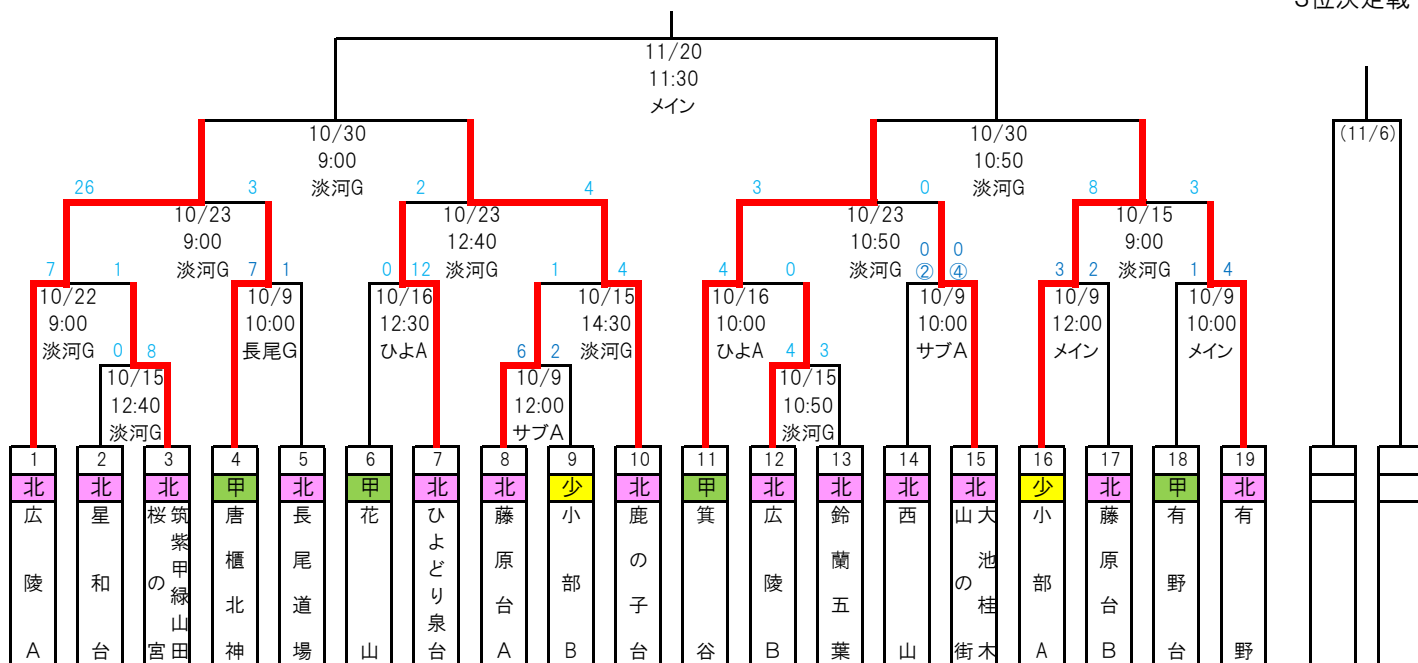 3位決定戦
11/20
11:30
メイン
10/30
9:00
淡河G
10/30
10:50
淡河G
(11/6)
26
3
2
4
3
0
8
3
10/23
9:00
淡河G
10/23
12:40
淡河G
10/23
10:50
淡河G
10/15
9:00
淡河G
7
1
7
1
0
12
1
4
4
0
0
②
0
④
3
2
1
4
10/22
9:00
淡河G
10/9
10:00
長尾G
10/16
12:30
ひよA
10/15
14:30
淡河G
10/16
10:00
ひよA
10/9
10:00
サブA
10/9
12:00
メイン
10/9
10:00
メイン
0
8
6
2
4
3
10/15
12:40
淡河G
10/9
12:00
サブA
10/15
10:50
淡河G
1 2 3 4 5 6 7 8 9 10 11 12 13 14 15 16 17 18 19
北 北 北 甲 北 甲 北 北 少 北 甲 北 北 北 北 少 北 甲 北
広陵A
星和台
筑紫甲緑山田
桜の宮
唐櫃北神
長尾道場
花山
ひよどり泉台
藤原台A
小部B
鹿の子台
箕谷
広陵B
鈴蘭五葉
西山
大池桂木
山の街
小部A
藤原台B
有野台
有野